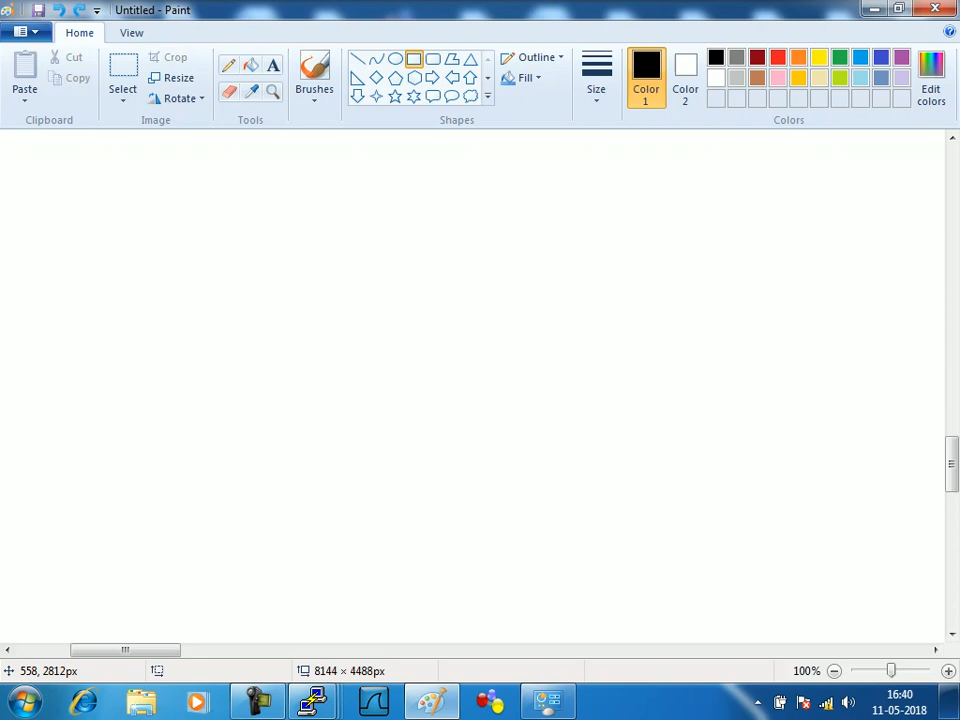 Untitled - Paint
Home
View
Paste
Cut
Copy
Clipboard
Select
Crop
Resize
Rotate
Image
A
Tools
Brushes
Outline
Fill
Shapes
Size
Color 1
Color 2
Edit colors
Colors
558, 2812px
8144 × 4488px
100%
16:40
11-05-2018